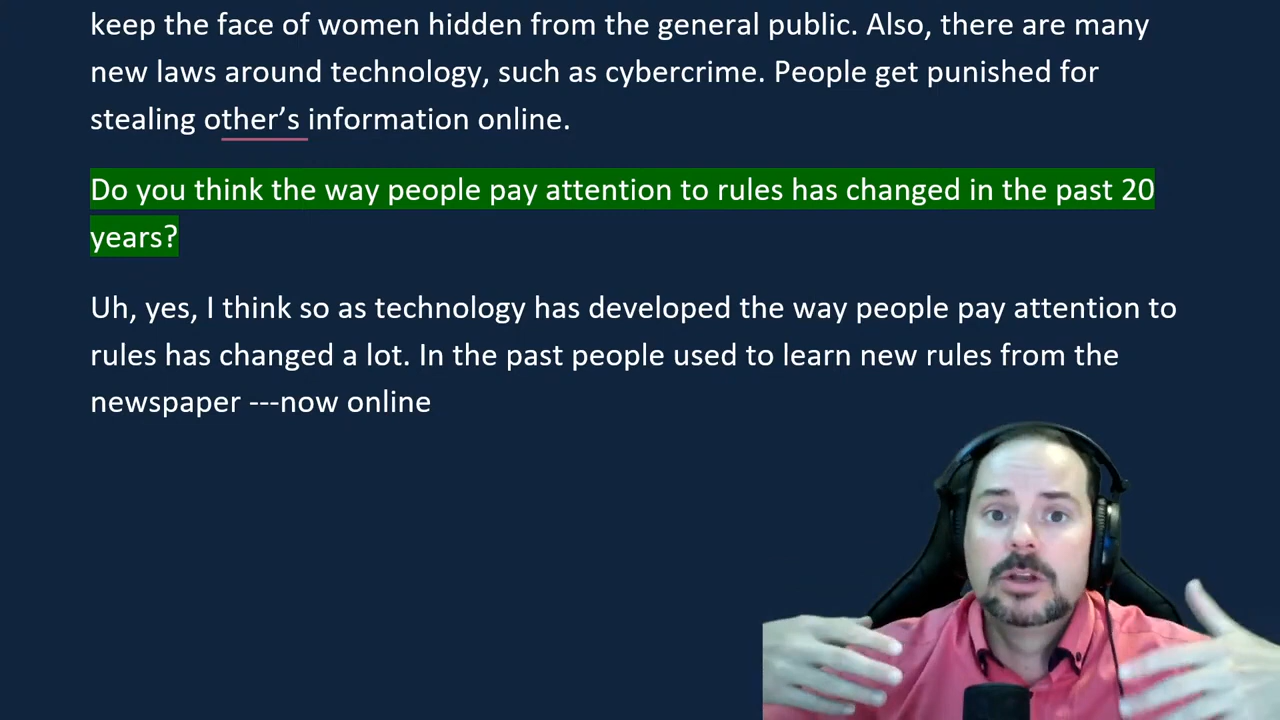 keep the face of women hidden from the general public. Also, there are many
new laws around technology, such as cybercrime. People get punished for
stealing other’s information online.
Do you think the way people pay attention to rules has changed in the past 20
years?
Uh, yes, I think so as technology has developed the way people pay attention to
rules has changed a lot. In the past people used to learn new rules from the
newspaper ---now online